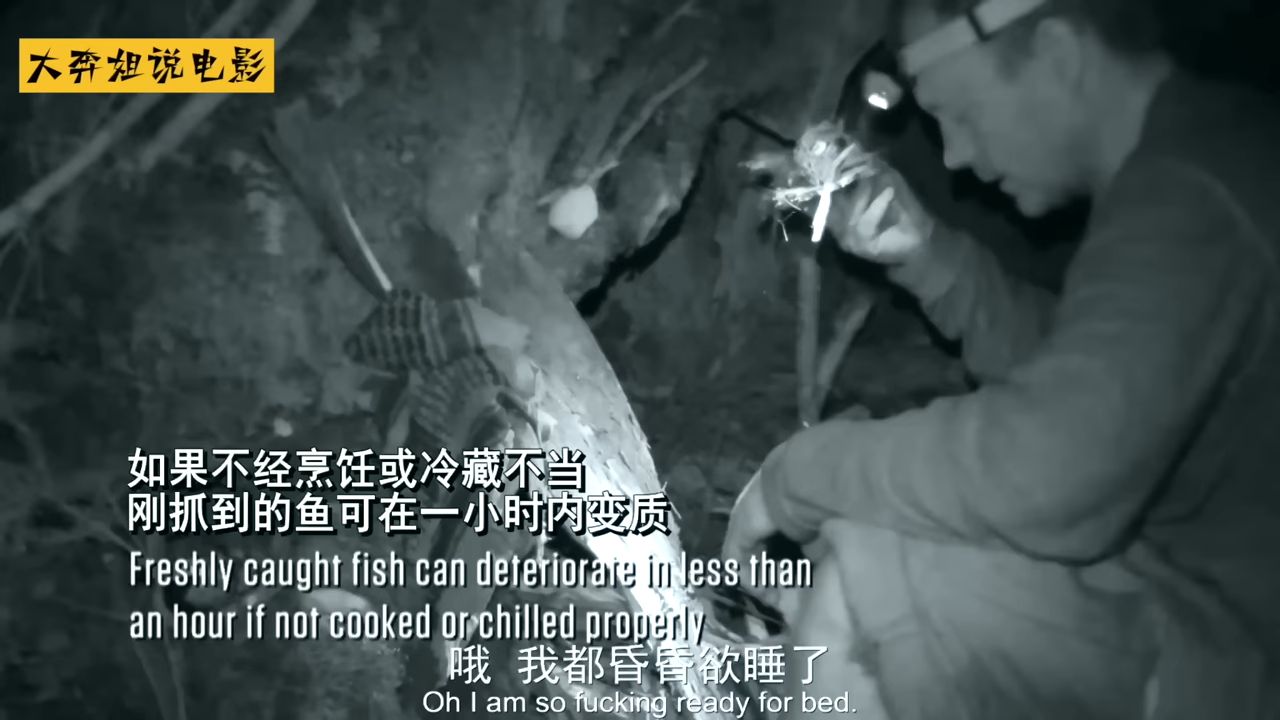 大奔姐说电影
如果不经烹饪或冷藏不当
刚抓到的鱼可在一小时内变质
Freshly caught fish can deteriorate in less than
an hour if not cooked or chilled properly
哦 我都昏昏欲睡了
Oh I am so fucking ready for bed.